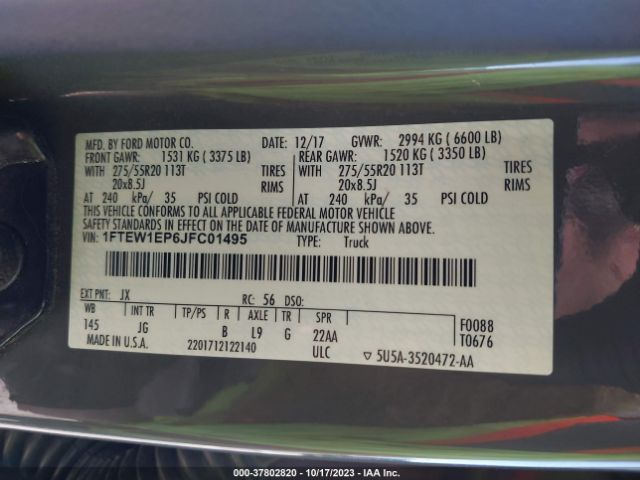 MFD. BY FORD MOTOR CO. 12/17 GVWR: 2994 KG ( 6600 LB)
FRONT GAWR: 1531 KG ( 3375 LB) REAR GAWR: 1520 KG ( 3350 LB)
WITH 275/55R20 113T TIRES WITH 275/55R20 113T TIRES
20x8.5J RIMS 20x8.5J RIMS
AT 240 kPa/ 35 PSI COLD AT 240 kPa/ 35 PSI COLD
THIS VEHICLE CONFORMS TO ALL APPLICABLE FEDERAL MOTOR VEHICLE
SAFETY STANDARDS IN EFFECT ON THE DATE OF MANUFACTURE SHOWN ABOVE.
VIN: 1FTEW1EP6JFC01495 TYPE: Truck
EXT PNT: JX RC: 56 DSO:
WB INT TR TP/PS R AXLE TR SPR F0088
145 JG B L9 G 22AA T0676
MADE IN U.S.A. 2201712122140 ULC ▽ 5U5A-3520472-AA
000-37802820 - 10/17/2023 - IAA Inc.